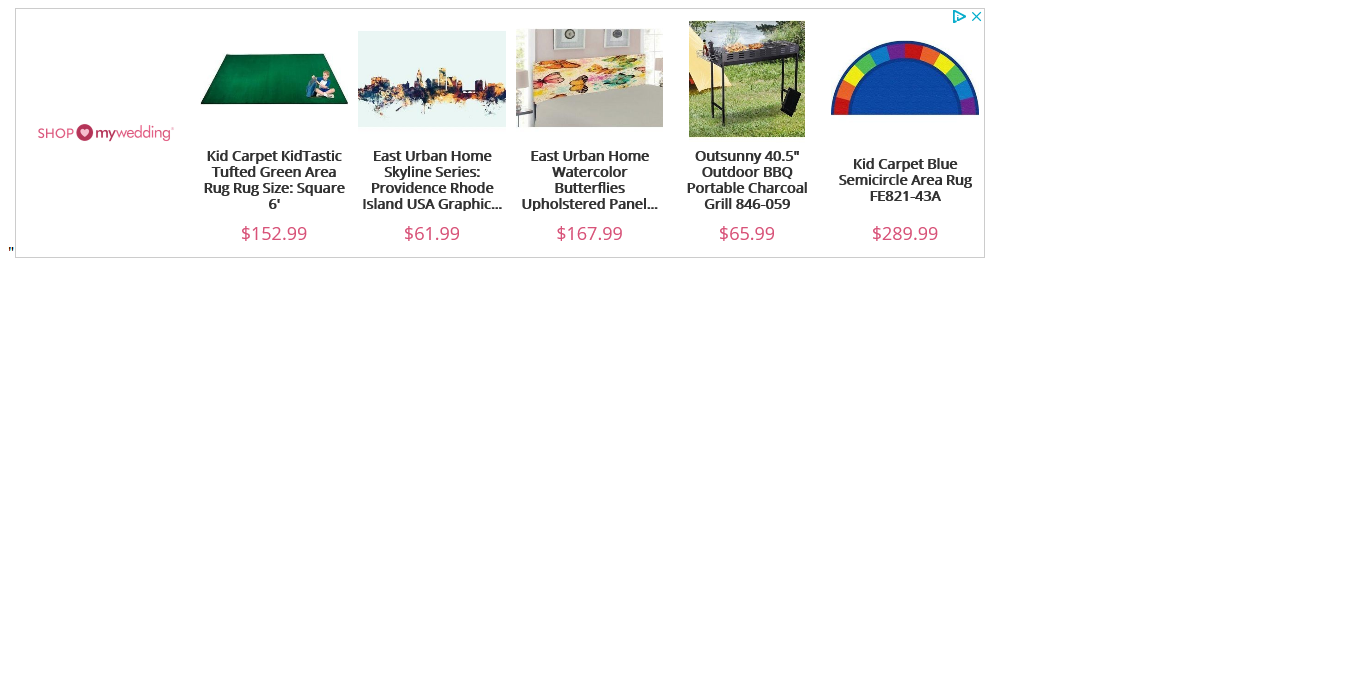 SHOP mywedding
Kid Carpet KidTastic
Tufted Green Area
Rug Rug Size: Square
6'
$152.99
East Urban Home
Skyline Series:
Providence Rhode
Island USA Graphic...
$61.99
East Urban Home
Watercolor
Butterflies
Upholstered Panel...
$167.99
Outsunny 40.5"
Outdoor BBQ
Portable Charcoal
Grill 846-059
$65.99
Kid Carpet Blue
Semicircle Area Rug
FE821-43A
$289.99
"